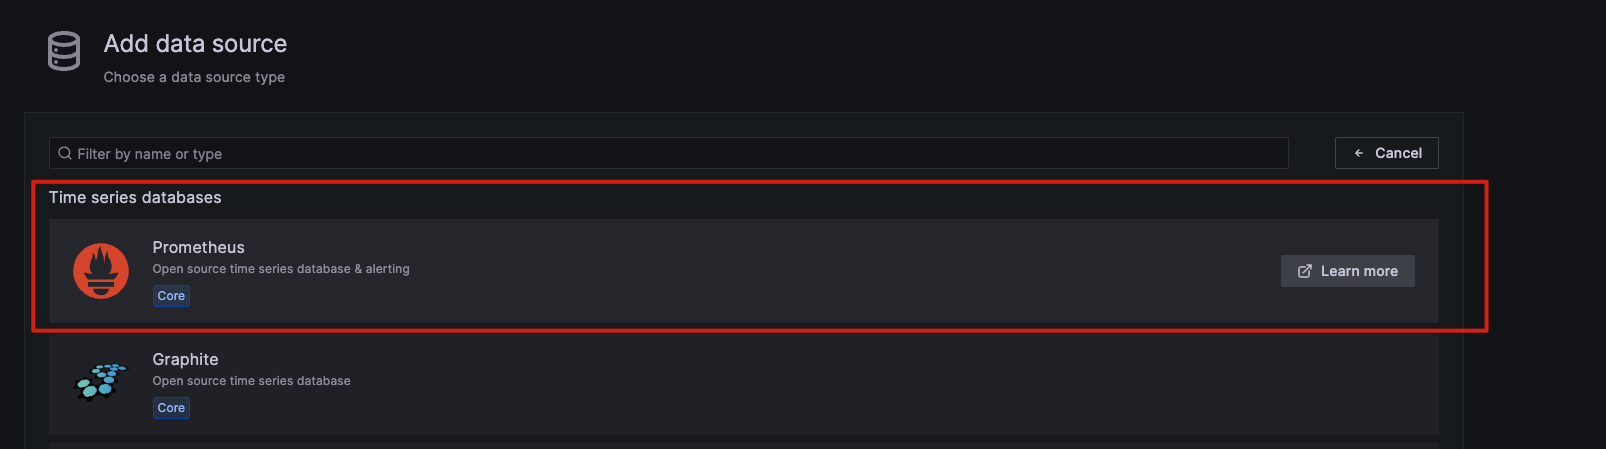 Add data source
Choose a data source type
Filter by name or type
Cancel
Time series databases
Prometheus
Open source time series database & alerting
Core
Learn more
Graphite
Open source time series database
Core